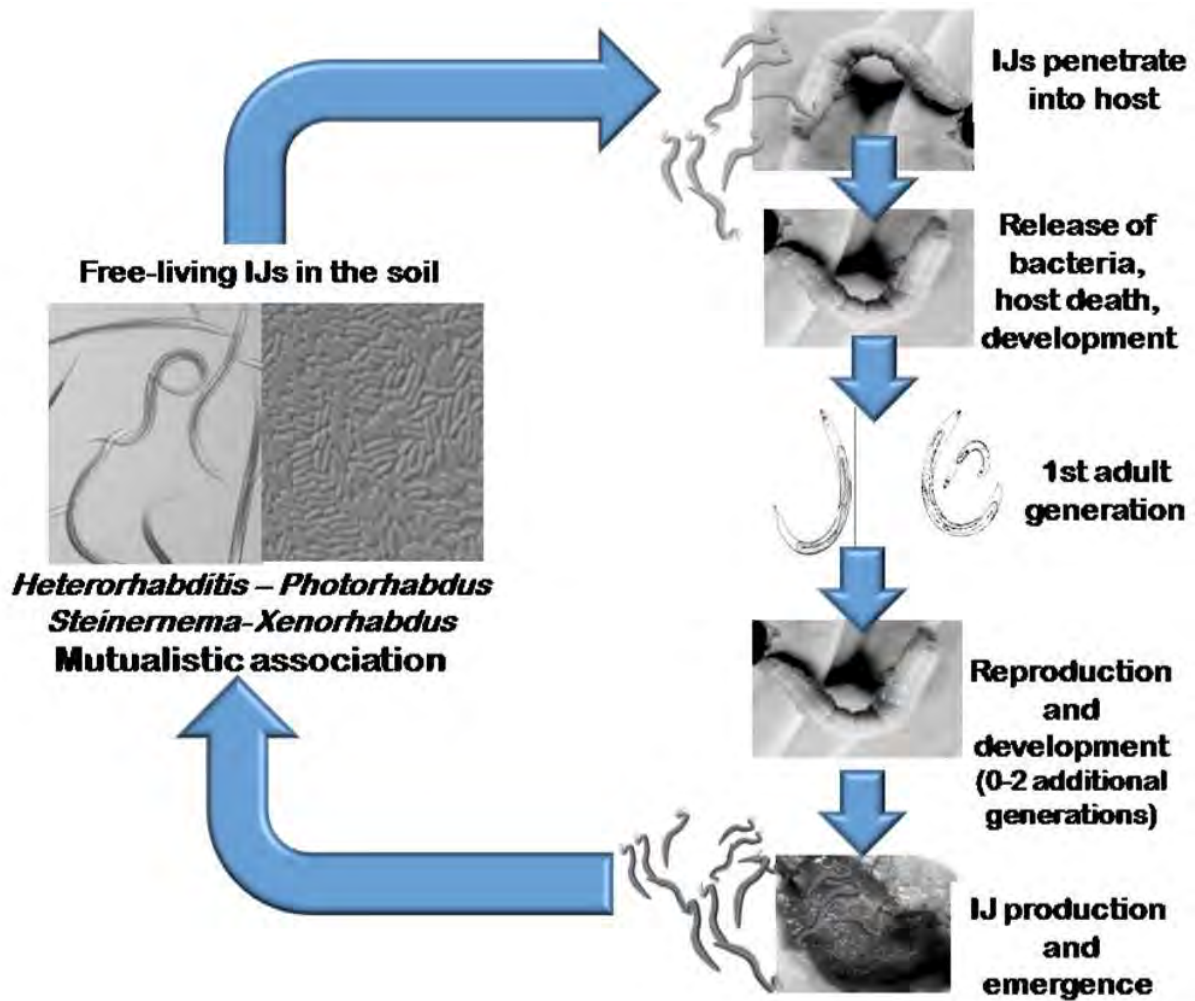 IJs penetrate
into host
Release of
bacteria,
host death,
development
1st adult
generation
Reproduction
and
development
(0-2 additional
generations)
IJ production
and
emergence
Free-living IJs in the soil
Heterorhabditis – Photorhabdus
Steinernema-Xenorhabdus
Mutualistic association